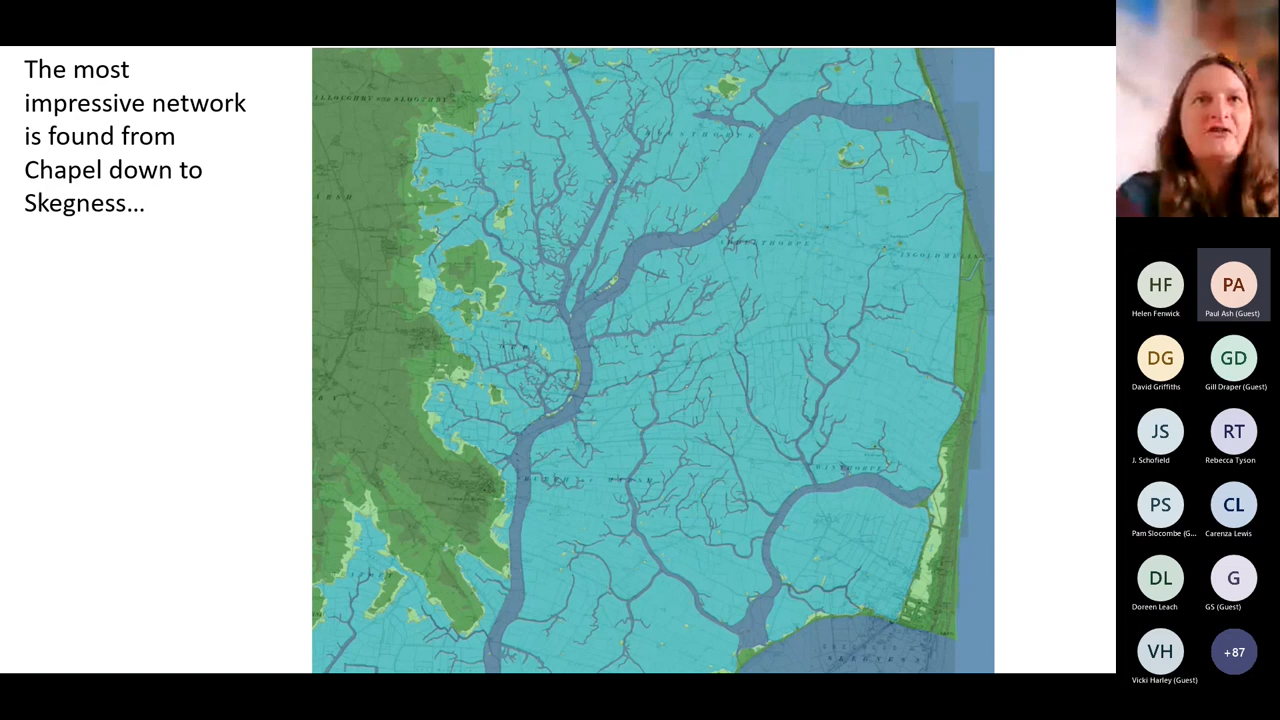 The most
impressive network
is found from
Chapel down to
Skegness…
HF
Helen Fenwick
PA
Paul Ash (Guest)
DG
David Griffiths
GD
Gill Draper (Guest)
JS
J. Schofield
RT
Rebecca Tyson
PS
Pam Slocombe (G...
CL
Carenza Lewis
DL
Doreen Leach
G
GS (Guest)
VH
Vicki Harley (Guest)
+87